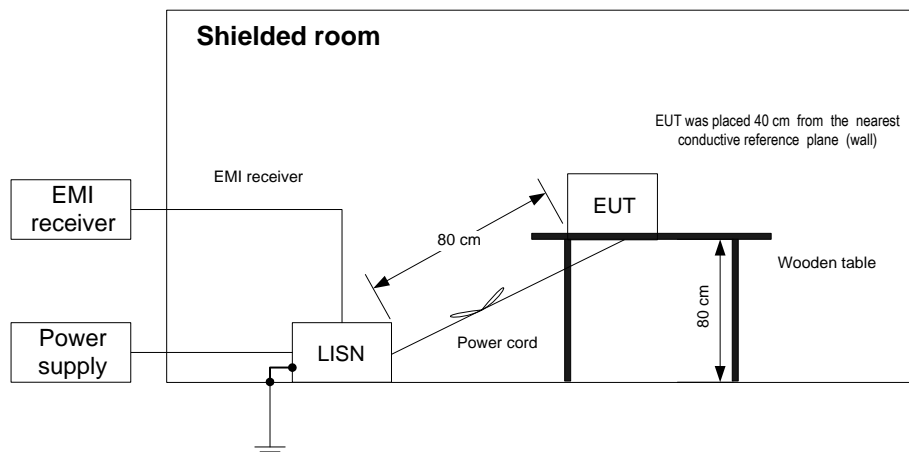 Shielded room
EUT was placed 40 cm from the nearest
conductive reference plane (wall)
EMI receiver
EMI
receiver
EUT
80 cm
Wooden table
80 cm
Power
supply
LISN
Power cord